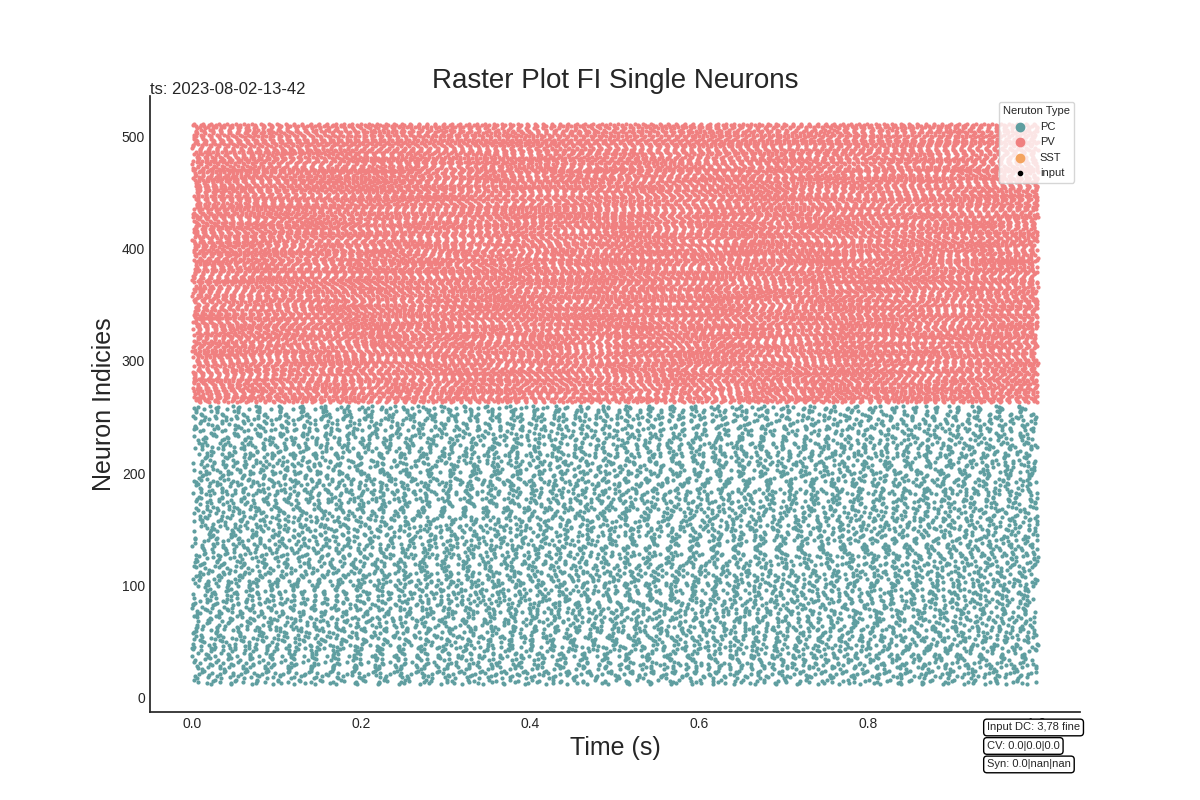 Raster Plot FI Single Neurons
ts: 2023-08-02-13-42
Neruton Type
PC
PV
SST
input
500
400
300
200
100
0
Neuron Indicies
0.0 0.2 0.4 0.6 0.8
Time (s)
Input DC: 3,78 fine
CV: 0.0|0.0|0.0
Syn: 0.0|nan|nan